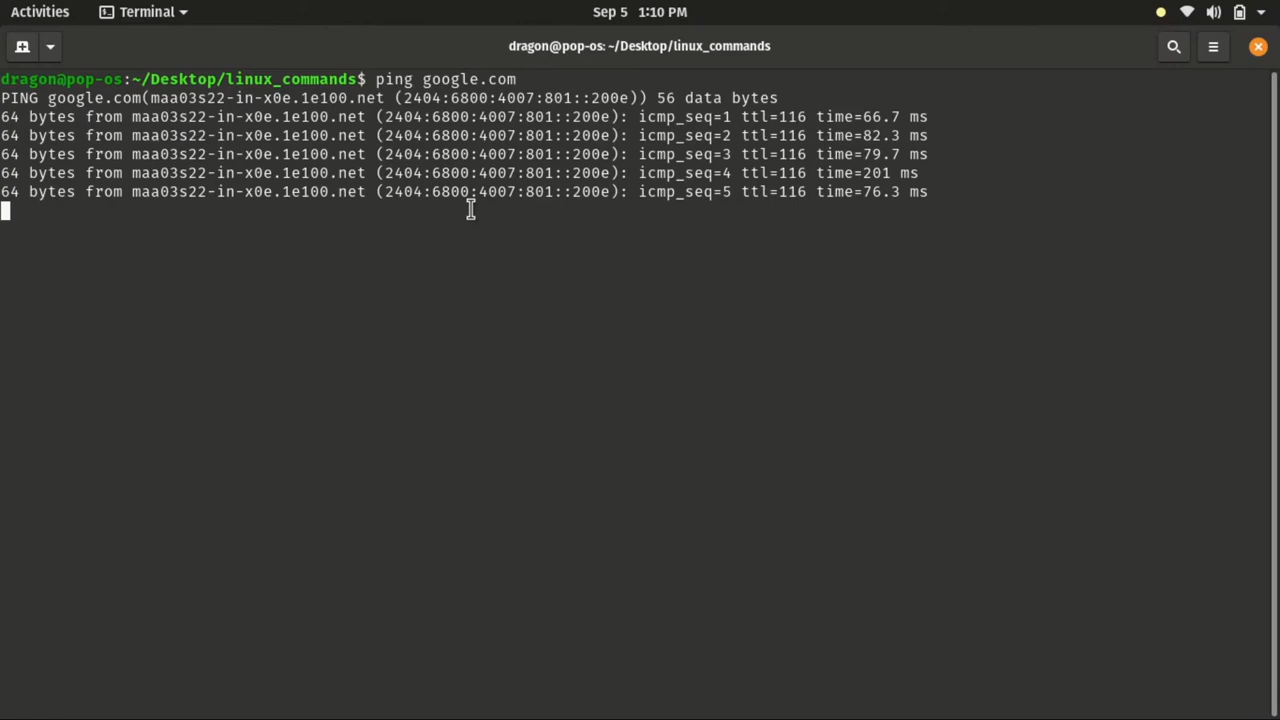 Activities Terminal Sep 5 1:10 PM
dragon@pop-os: ~/Desktop/linux_commands
dragon@pop-os:~/Desktop/linux_commands$ ping google.com
PING google.com(maa03s22-in-x0e.1e100.net (2404:6800:4007:801::200e)) 56 data bytes
64 bytes from maa03s22-in-x0e.1e100.net (2404:6800:4007:801::200e): icmp_seq=1 ttl=116 time=66.7 ms
64 bytes from maa03s22-in-x0e.1e100.net (2404:6800:4007:801::200e): icmp_seq=2 ttl=116 time=82.3 ms
64 bytes from maa03s22-in-x0e.1e100.net (2404:6800:4007:801::200e): icmp_seq=3 ttl=116 time=79.7 ms
64 bytes from maa03s22-in-x0e.1e100.net (2404:6800:4007:801::200e): icmp_seq=4 ttl=116 time=201 ms
64 bytes from maa03s22-in-x0e.1e100.net (2404:6800:4007:801::200e): icmp_seq=5 ttl=116 time=76.3 ms